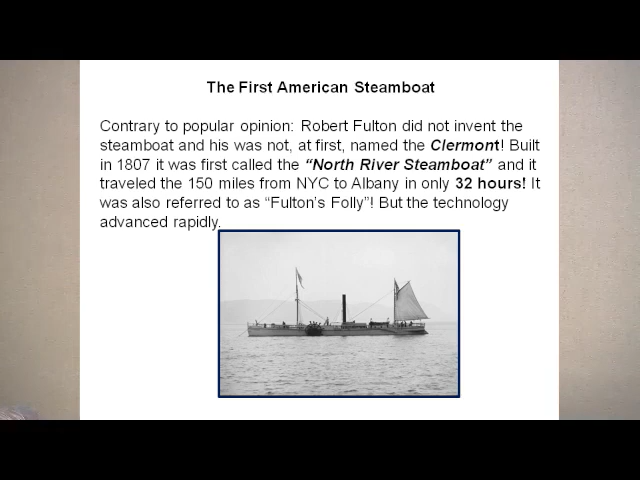 The First American Steamboat
Contrary to popular opinion: Robert Fulton did not invent the
steamboat and his was not, at first, named the Clermont! Built
in 1807 it was first called the “North River Steamboat” and it
traveled the 150 miles from NYC to Albany in only 32 hours! It
was also referred to as “Fulton’s Folly”! But the technology
advanced rapidly.